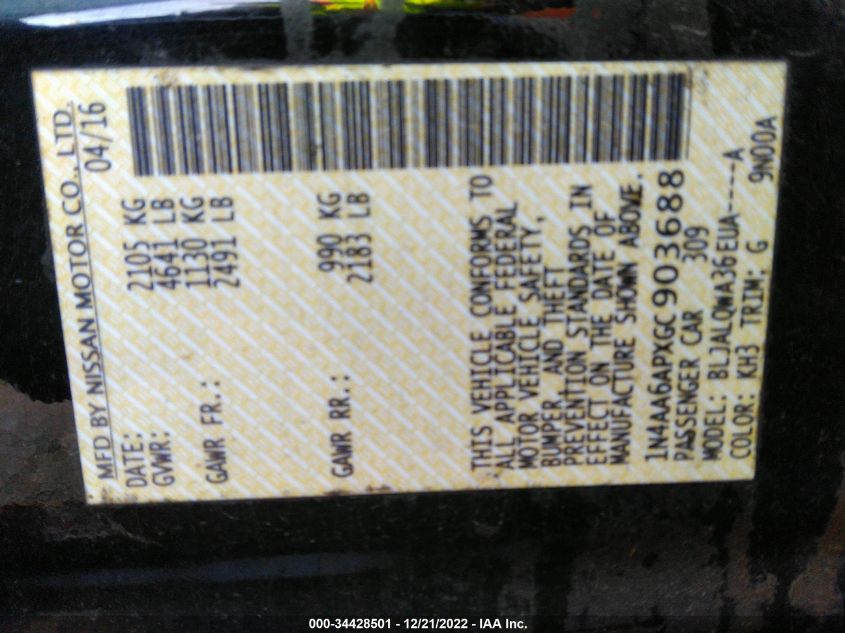 MFD BY NISSAN MOTOR CO., LTD.
DATE: 04/16
GVWR: 2105 KG
4641 LB
GAWR FR.: 1130 KG
2491 LB
GAWR RR.: 990 KG
2183 LB
THIS VEHICLE CONFORMS TO
ALL APPLICABLE FEDERAL
MOTOR VEHICLE SAFETY,
BUMPER, AND THEFT
PREVENTION STANDARDS IN
EFFECT ON THE DATE OF
MANUFACTURE SHOWN ABOVE.
1N4AA6APXGC903688
PASSENGER CAR 309
MODEL: BLJALQWA36EUA----A
COLOR: KH3 TRIM: G 9N00A
000-34428501 - 12/21/2022 - IAA Inc.